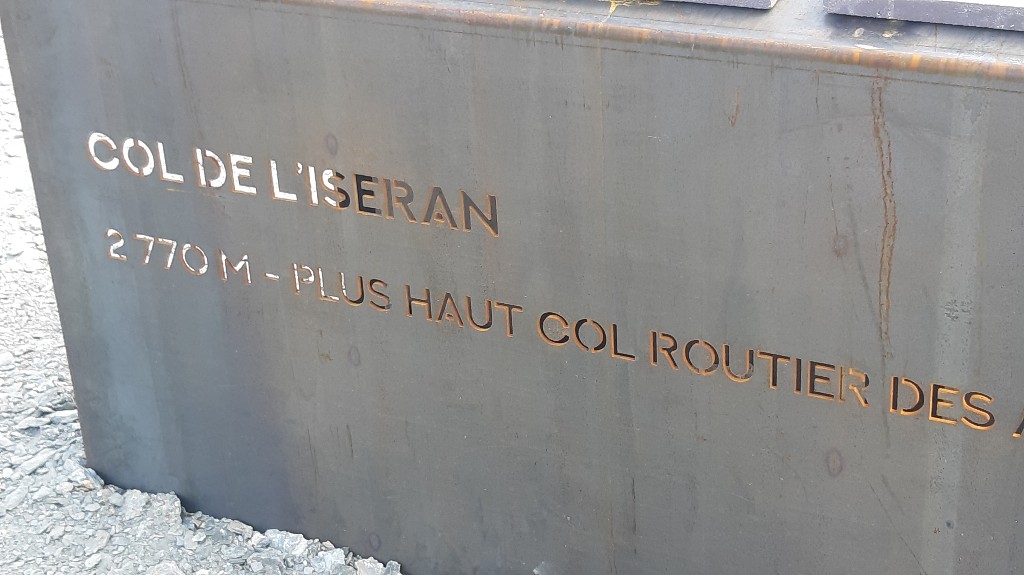 COL DE L'ISERAN
2 770 M - PLUS HAUT COL ROUTIER DES